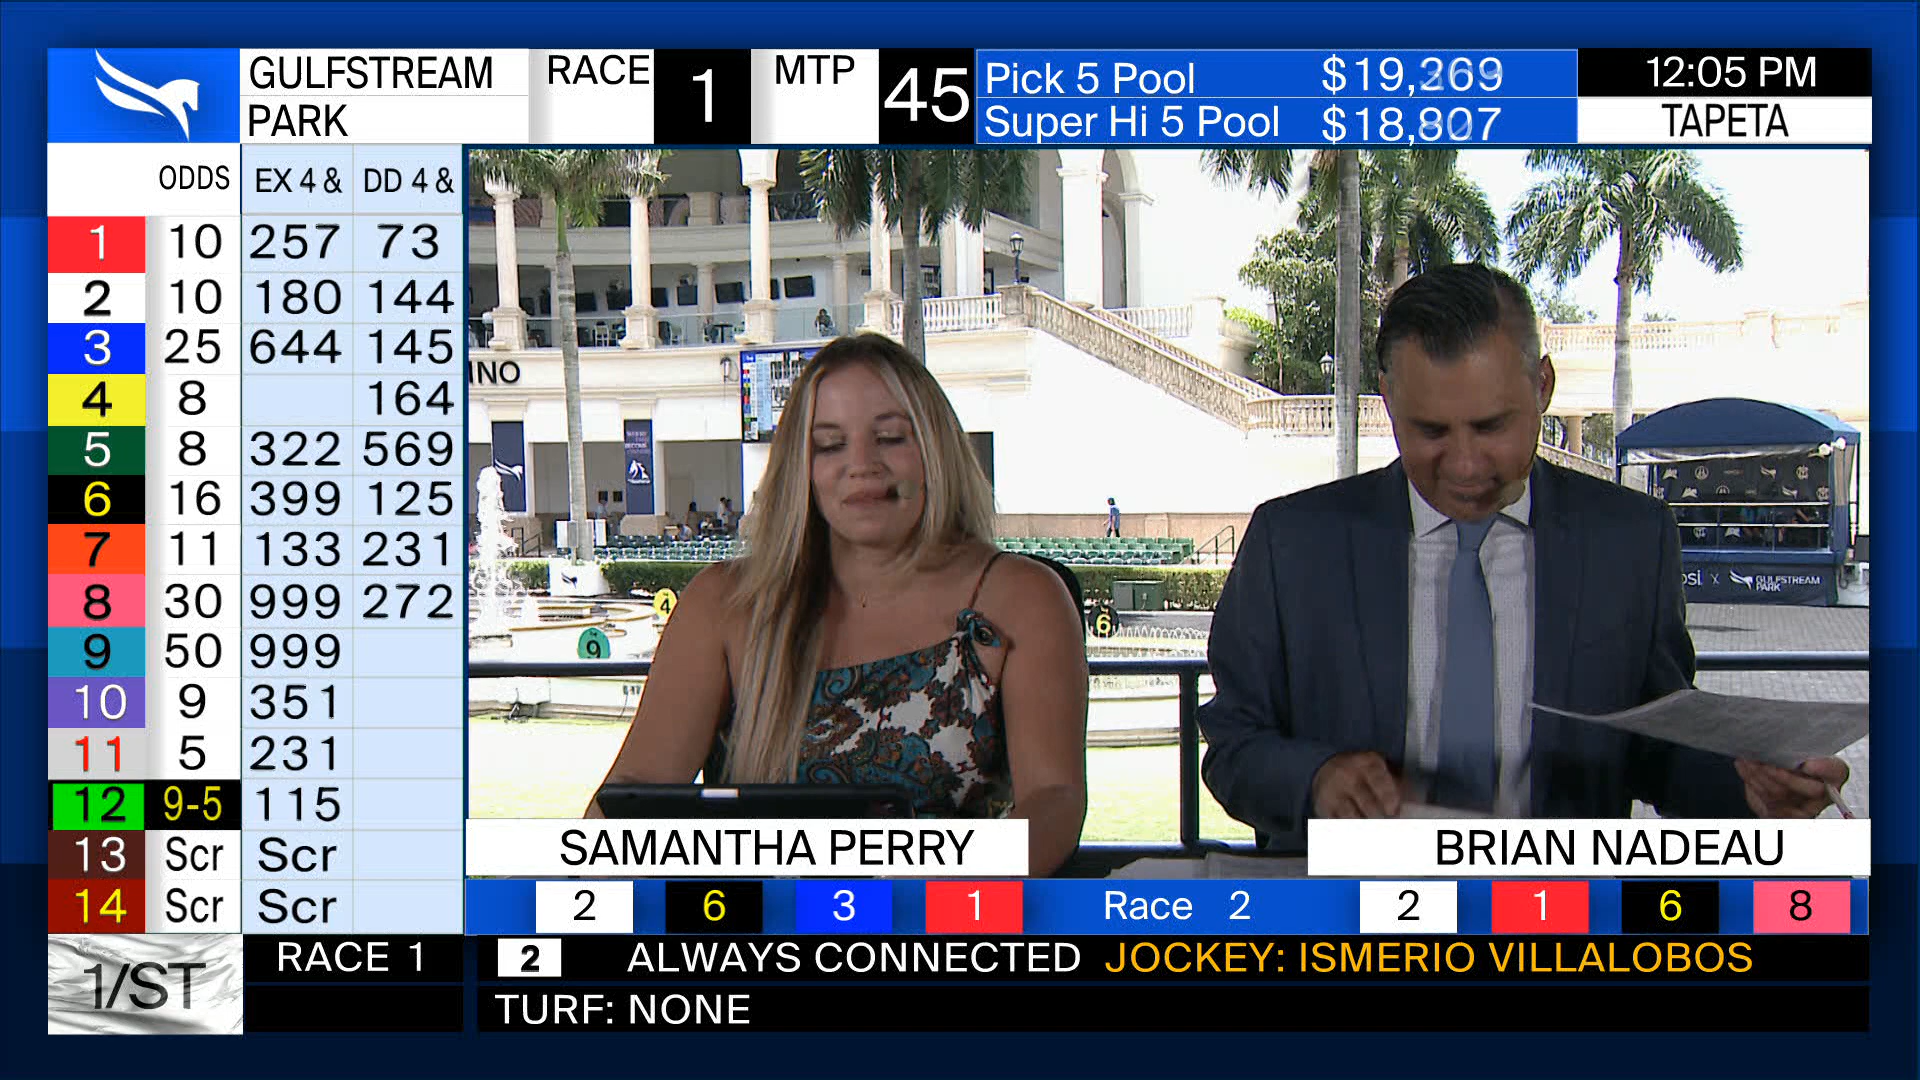 GULFSTREAM PARK
RACE 1
MTP 45
Pick 5 Pool
Super Hi 5 Pool
12:05 PM
TAPETA
ODDS EX 4 & DD 4 &
1 10 257 73
2 10 180 144
3 25 644 145
4 8 164
5 8 322 569
6 16 399 125
7 11 133 231
8 30 999 272
9 50 999
10 9 351
11 5 231
12 9-5 115
13 Scr Scr
14 Scr Scr
4
9
6
GULFSTREAM PARK
SAMANTHA PERRY
BRIAN NADEAU
2 6 3 1 Race 2 2 1 6 8
1/ST RACE 1
2 ALWAYS CONNECTED JOCKEY: ISMERIO VILLALOBOS
TURF: NONE